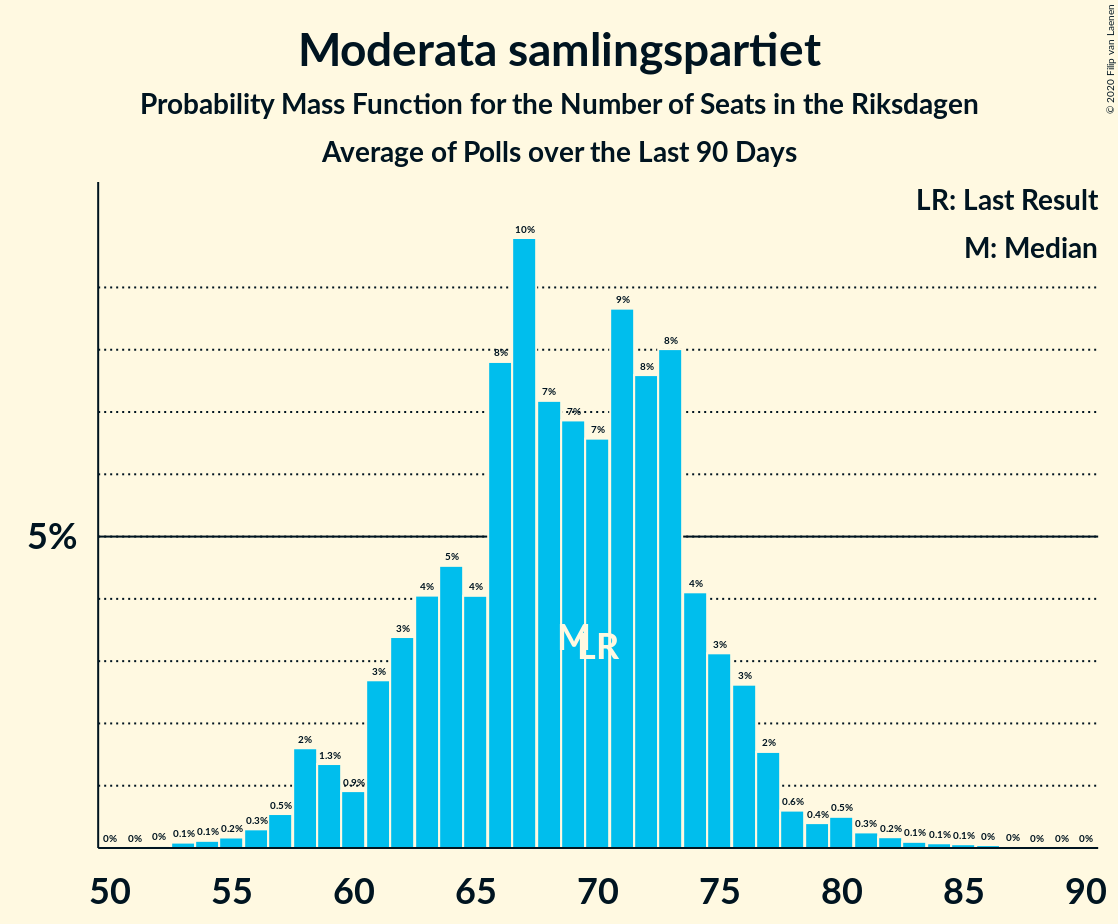 Moderata samlingspartiet
Probability Mass Function for the Number of Seats in the Riksdagen
Average of Polls over the Last 90 Days
© 2020 Filip van Laenen
LR: Last Result
M: Median
5%
0% 0% 0% 0.1% 0.1% 0.2% 0.3% 0.5% 2% 1.3% 0.9% 3% 3% 4% 5% 4% 8% 10% 7% 7% 7% 9% 8% 8% 4% 3% 3% 2% 0.6% 0.4% 0.5% 0.3% 0.2% 0.1% 0.1% 0.1% 0% 0% 0% 0% 0%
M LR
50 55 60 65 70 75 80 85 90